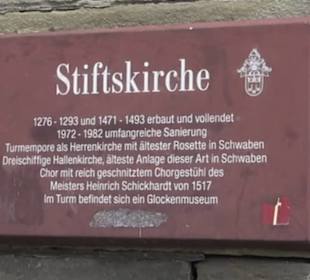 Stiftskirche
1276 - 1293 und 1471 - 1493 erbaut und vollendet
1972 - 1982 umfangreiche Sanierung
Turmempore als Herrenkirche mit ältester Rosette in Schwaben
Dreischiffige Hallenkirche, älteste Anlage dieser Art in Schwaben
Chor mit reich geschnitztem Chorgestühl des
Meisters Heinrich Schickhardt von 1517
Im Turm befindet sich ein Glockenmuseum